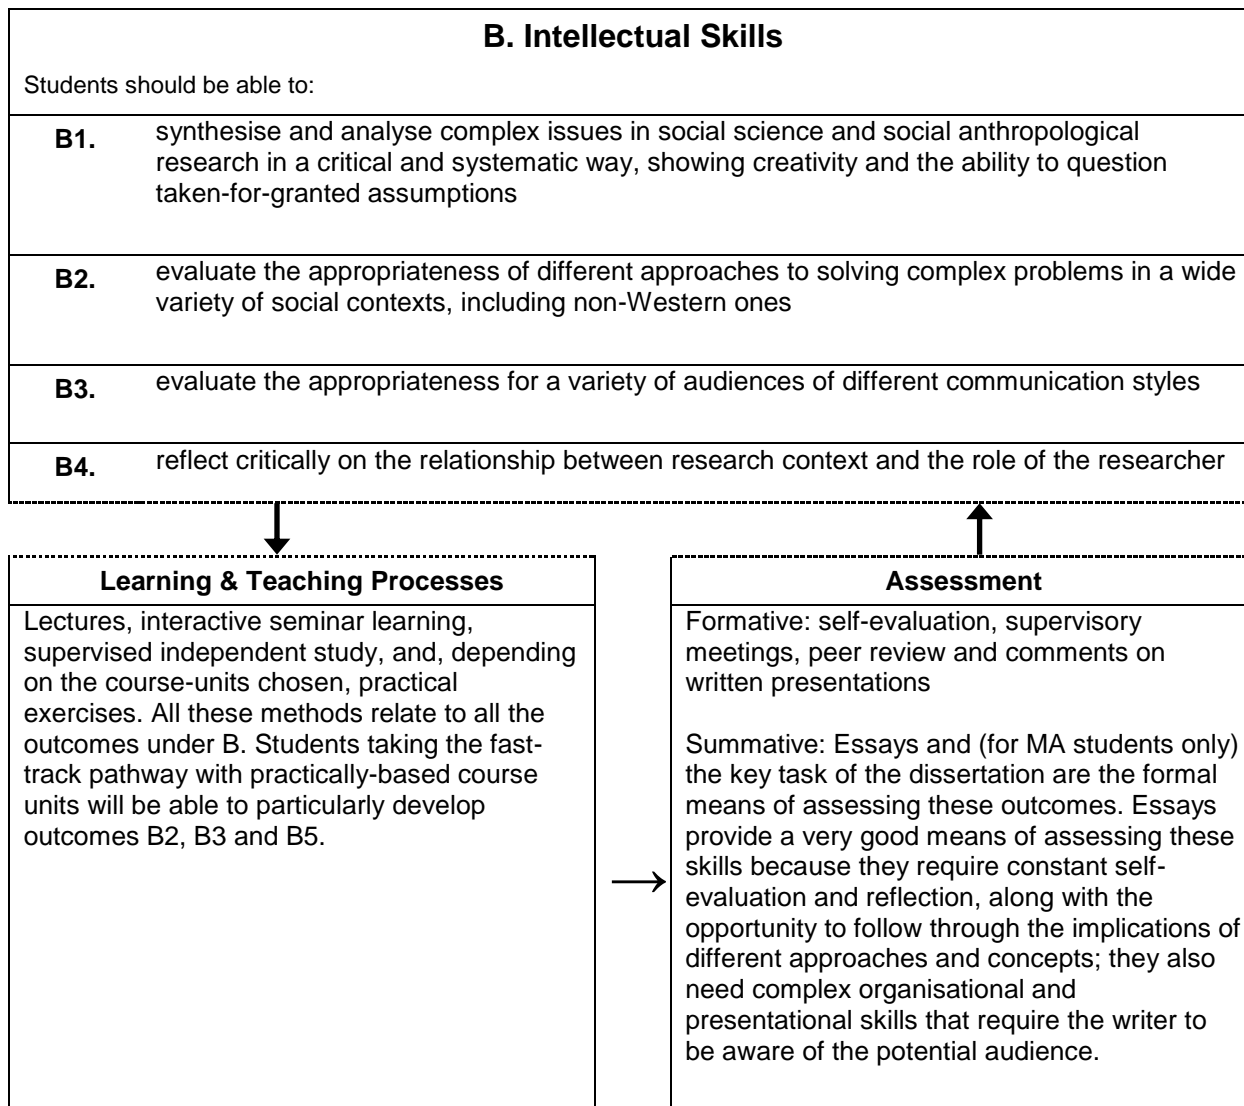 B. Intellectual Skills
Students should be able to:
B1. synthesise and analyse complex issues in social science and social anthropological
research in a critical and systematic way, showing creativity and the ability to question
taken-for-granted assumptions
B2. evaluate the appropriateness of different approaches to solving complex problems in a wide
variety of social contexts, including non-Western ones
B3. evaluate the appropriateness for a variety of audiences of different communication styles
B4. reflect critically on the relationship between research context and the role of the researcher
Learning & Teaching Processes
Lectures, interactive seminar learning,
supervised independent study, and, depending
on the course-units chosen, practical
exercises. All these methods relate to all the
outcomes under B. Students taking the fast-
track pathway with practically-based course
units will be able to particularly develop
outcomes B2, B3 and B5.
Assessment
Formative: self-evaluation, supervisory
meetings, peer review and comments on
written presentations
Summative: Essays and (for MA students only)
the key task of the dissertation are the formal
means of assessing these outcomes. Essays
provide a very good means of assessing these
skills because they require constant self-
evaluation and reflection, along with the
opportunity to follow through the implications of
different approaches and concepts; they also
need complex organisational and
presentational skills that require the writer to
be aware of the potential audience.